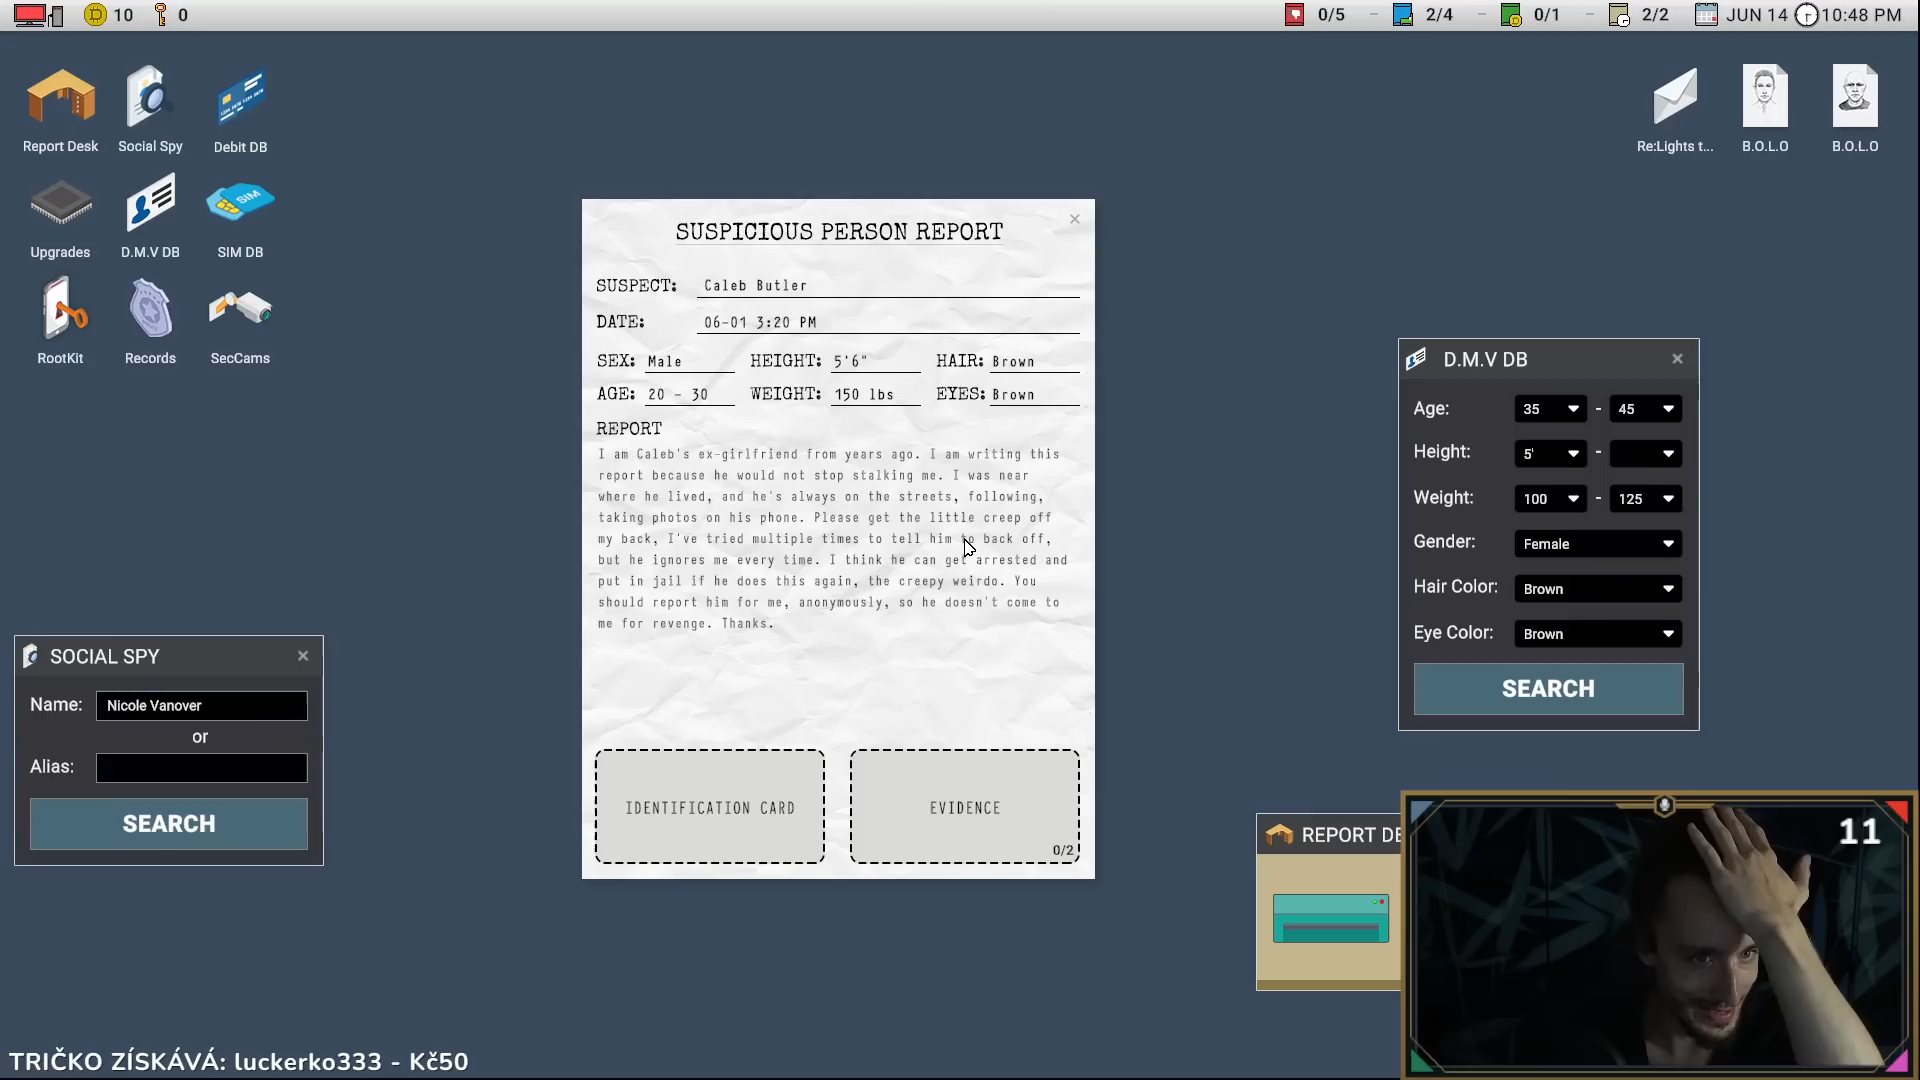 10
0
0/5
2/4
0/1
2/2
JUN 14
10:48 PM
Report Desk
Social Spy
Debit DB
Re:Lights t...
B.O.L.O
B.O.L.O
Upgrades
D.M.V DB
SIM
SIM DB
RootKit
Records
SecCams
SUSPICIOUS PERSON REPORT
SUSPECT: Caleb Butler
DATE: 06-01 3:20 PM
SEX: Male HEIGHT: 5'6" HAIR: Brown
AGE: 20 - 30 WEIGHT: 150 lbs EYES: Brown
REPORT
I am Caleb's ex-girlfriend from years ago. I am writing this
report because he would not stop stalking me. I was near
where he lived, and he's always on the streets, following,
taking photos on his phone. Please get the little creep off
my back, I've tried multiple times to tell him to back off,
but he ignores me every time. I think he can get arrested and
put in jail if he does this again, the creepy weirdo. You
should report him for me, anonymously, so he doesn't come to
me for revenge. Thanks.
IDENTIFICATION CARD
EVIDENCE
0/2
D.M.V DB
Age: 35 - 45
Height: 5' -
Weight: 100 - 125
Gender: Female
Hair Color: Brown
Eye Color: Brown
SEARCH
SOCIAL SPY
Name: Nicole Vanover
or
Alias:
SEARCH
REPORT DE
11
TRIČKO ZÍSKÁVÁ: luckerko333 - Kč50